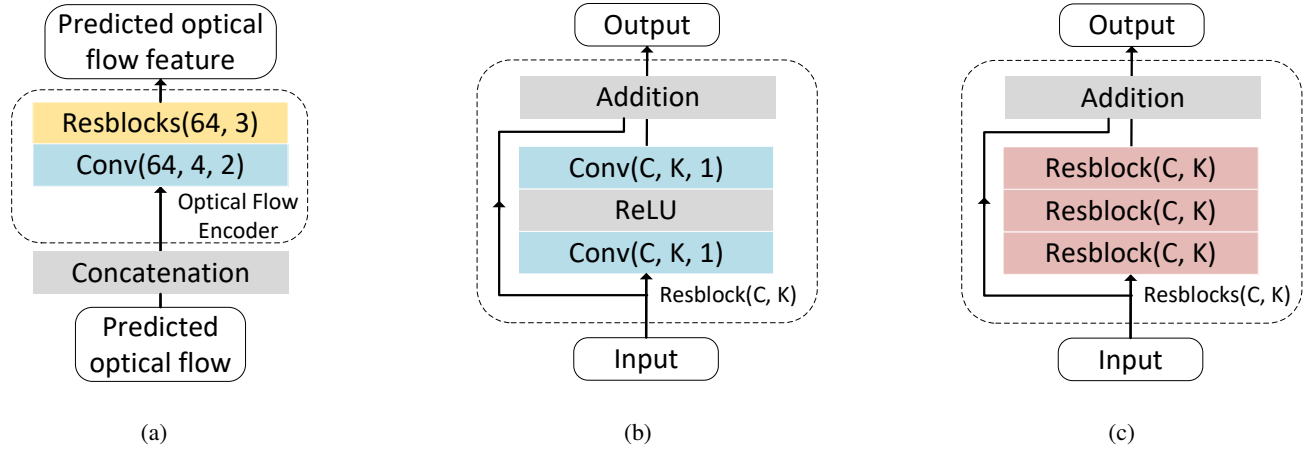 Predicted optical
flow feature
Resblocks(64, 3)
Conv(64, 4, 2)
Optical Flow
Encoder
Concatenation
Predicted
optical flow
(a)
Output
Addition
Conv(C, K, 1)
ReLU
Conv(C, K, 1)
Resblock(C, K)
Input
(b)
Output
Addition
Resblock(C, K)
Resblock(C, K)
Resblock(C, K)
Resblocks(C, K)
Input
(c)